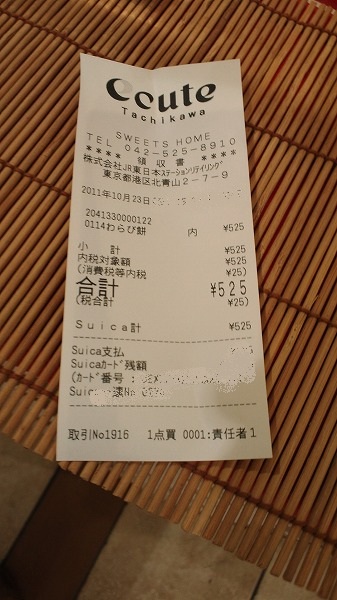 Coute
Tachikawa
SWEETS HOME
TEL 042-525-8910
**** 領収書 ****
株式会社JR東日本ステーションリテイリング
東京都港区北青山2-7-9
2011年10月23日
2041330000122
0114わらび餅 内 ¥525
小 計 ¥525
内税対象額 ¥525
(消費税等内税 ¥25)
合計 ¥525
(税合計 ¥25)
Suica計 ¥525
Suica支払
Suicaカード残額
(カード番号 :
Suica
取引No1916 1点買 0001:責任者1